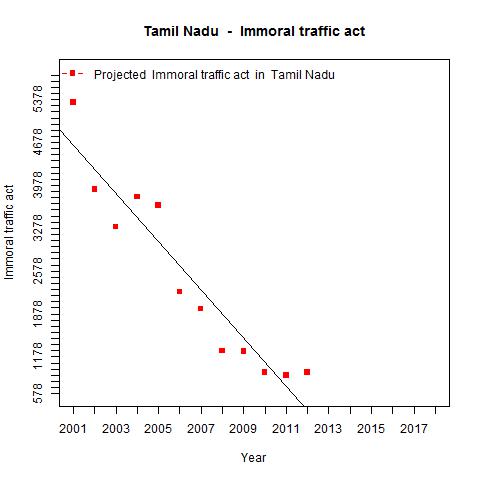 Tamil Nadu - Immoral traffic act
Projected Immoral traffic act in Tamil Nadu
Immoral traffic act
5378
4678
3978
3278
2578
1878
1178
578
2001 2003 2005 2007 2009 2011 2013 2015 2017
Year